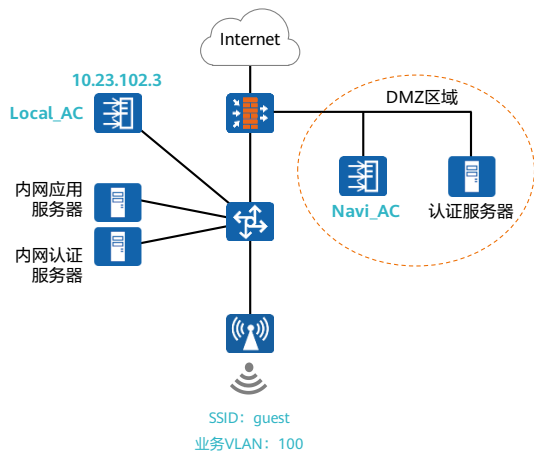 Internet
10.23.102.3
Local_AC
DMZ区域
内网应用
服务器
Navi_AC
认证服务器
内网认证
服务器
SSID：guest
业务VLAN：100